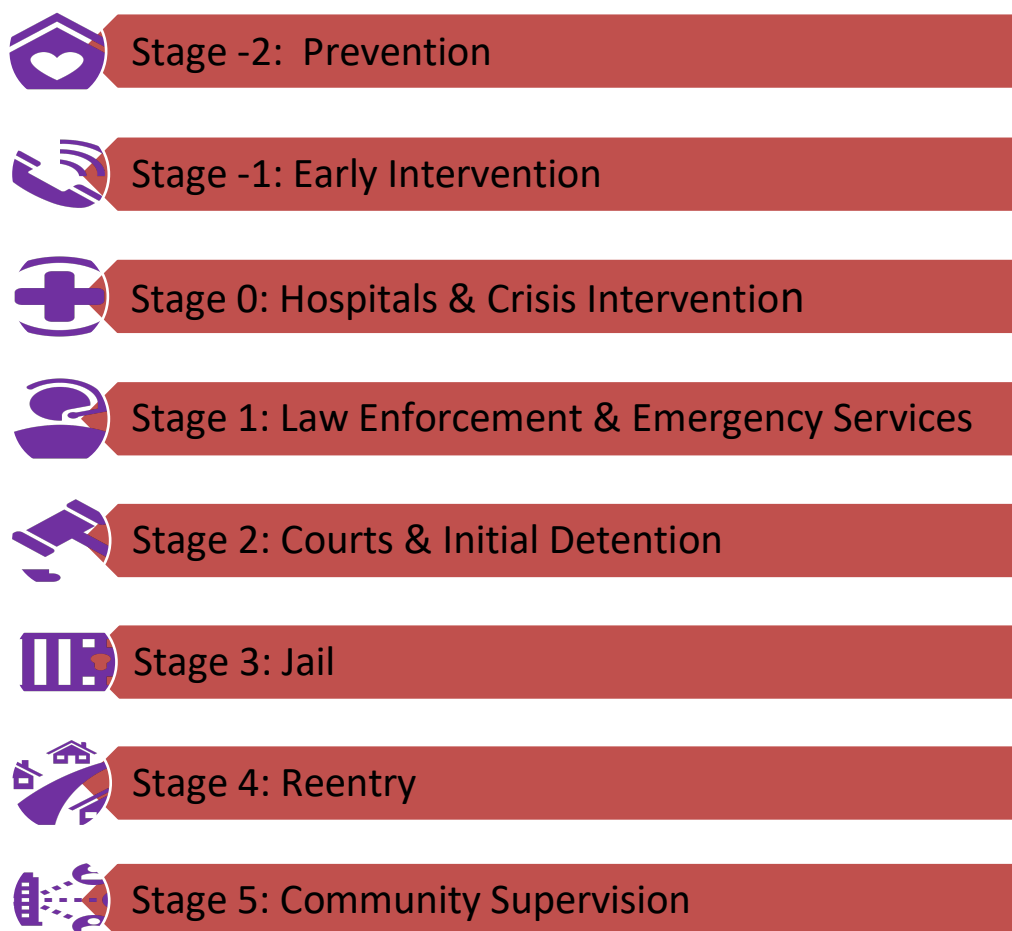 Stage -2:  Prevention
Stage -1: Early Intervention
Stage 0: Hospitals & Crisis Intervention
Stage 1: Law Enforcement & Emergency Services
Stage 2: Courts & Initial Detention
Stage 3: Jail
Stage 4: Reentry
Stage 5: Community Supervision